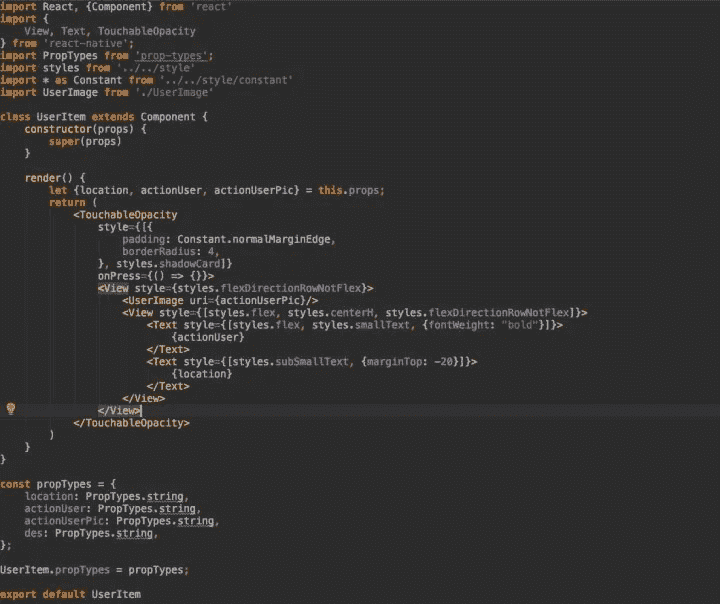 import React, {Component} from 'react'
import {
    View, Text, TouchableOpacity
} from 'react-native';
import PropTypes from 'prop-types';
import styles from '../../style'
import * as Constant from '../../style/constant'
import UserImage from './UserImage'

class UserItem extends Component {
    constructor(props) {
        super(props)
    }

    render() {
        let {location, actionUser, actionUserPic} = this.props;
        return (
            <TouchableOpacity
                style={[{
                    padding: Constant.normalMarginEdge,
                    borderRadius: 4,
                }, styles.shadowCard]}
                onPress={() => {}}>
                <View style={styles.flexDirectionRowNotFlex}>
                    <UserImage uri={actionUserPic}/>
                    <View style={[styles.flex, styles.centerH, styles.flexDirectionRowNotFlex]}>
                        <Text style={[styles.flex, styles.smallText, {fontWeight: "bold"}]}>
                            {actionUser}
                        </Text>
                        <Text style={[styles.subSmallText, {marginTop: -20}]}>
                            {location}
                        </Text>
                    </View>
                </View>
            </TouchableOpacity>
        )
    }
}

const propTypes = {
    location: PropTypes.string,
    actionUser: PropTypes.string,
    actionUserPic: PropTypes.string,
    des: PropTypes.string,
};

UserItem.propTypes = propTypes;

export default UserItem